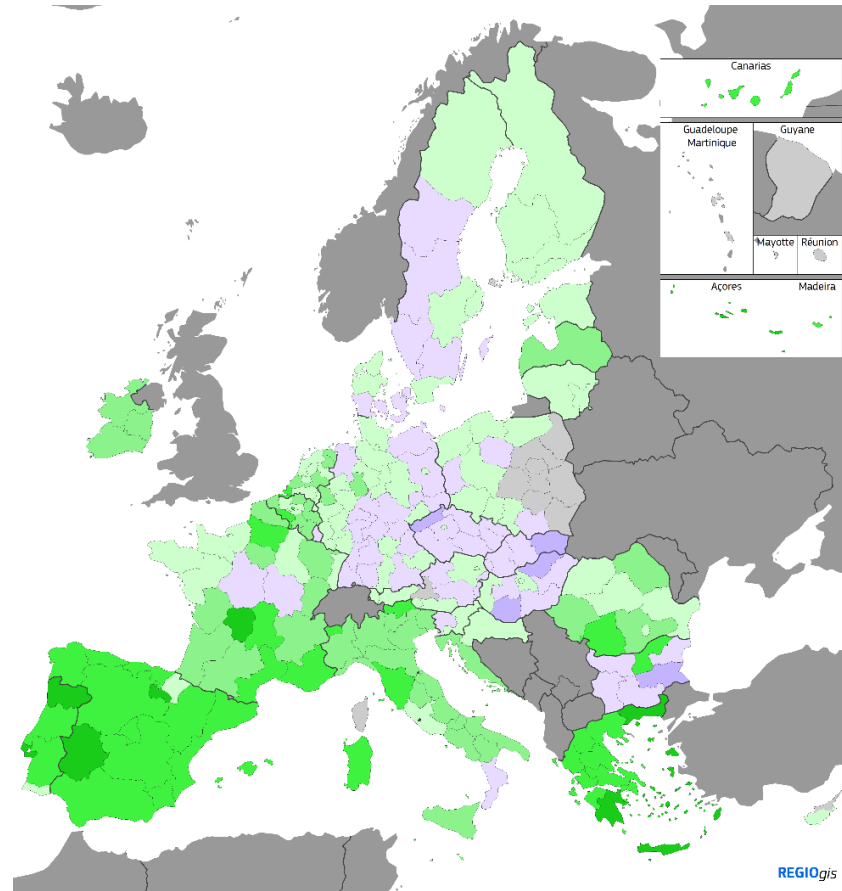 Canarias
Guadeloupe
Martinique
Guyane
Mayotte
Réunion
Açores
Madeira
REGIOgis